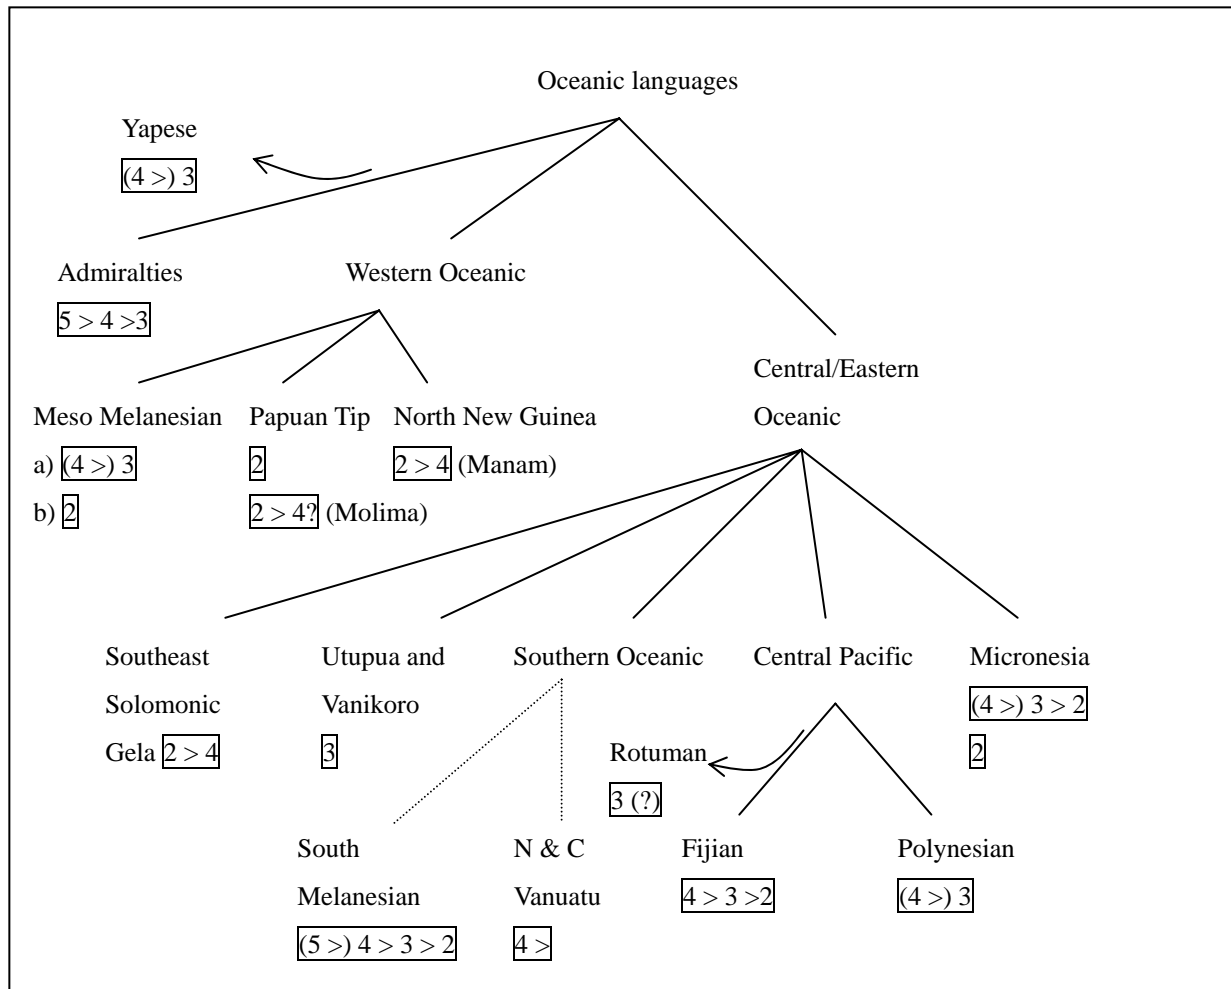 Oceanic languages
Yapese
(4 >) 3
Admiralties
5 > 4 >3
Western Oceanic
Central/Eastern
Oceanic
Meso Melanesian
a) (4 >) 3
b) 2
Papuan Tip
2
2 > 4? (Molima)
North New Guinea
2 > 4 (Manam)
Southeast
Solomonic
Gela 2 > 4
Utupua and
Vanikoro
3
Southern Oceanic
Central Pacific
Micronesia
(4 >) 3 > 2
2
Rotuman
3 (?)
South
Melanesian
(5 >) 4 > 3 > 2
N & C
Vanuatu
4 >
Fijian
4 > 3 >2
Polynesian
(4 >) 3